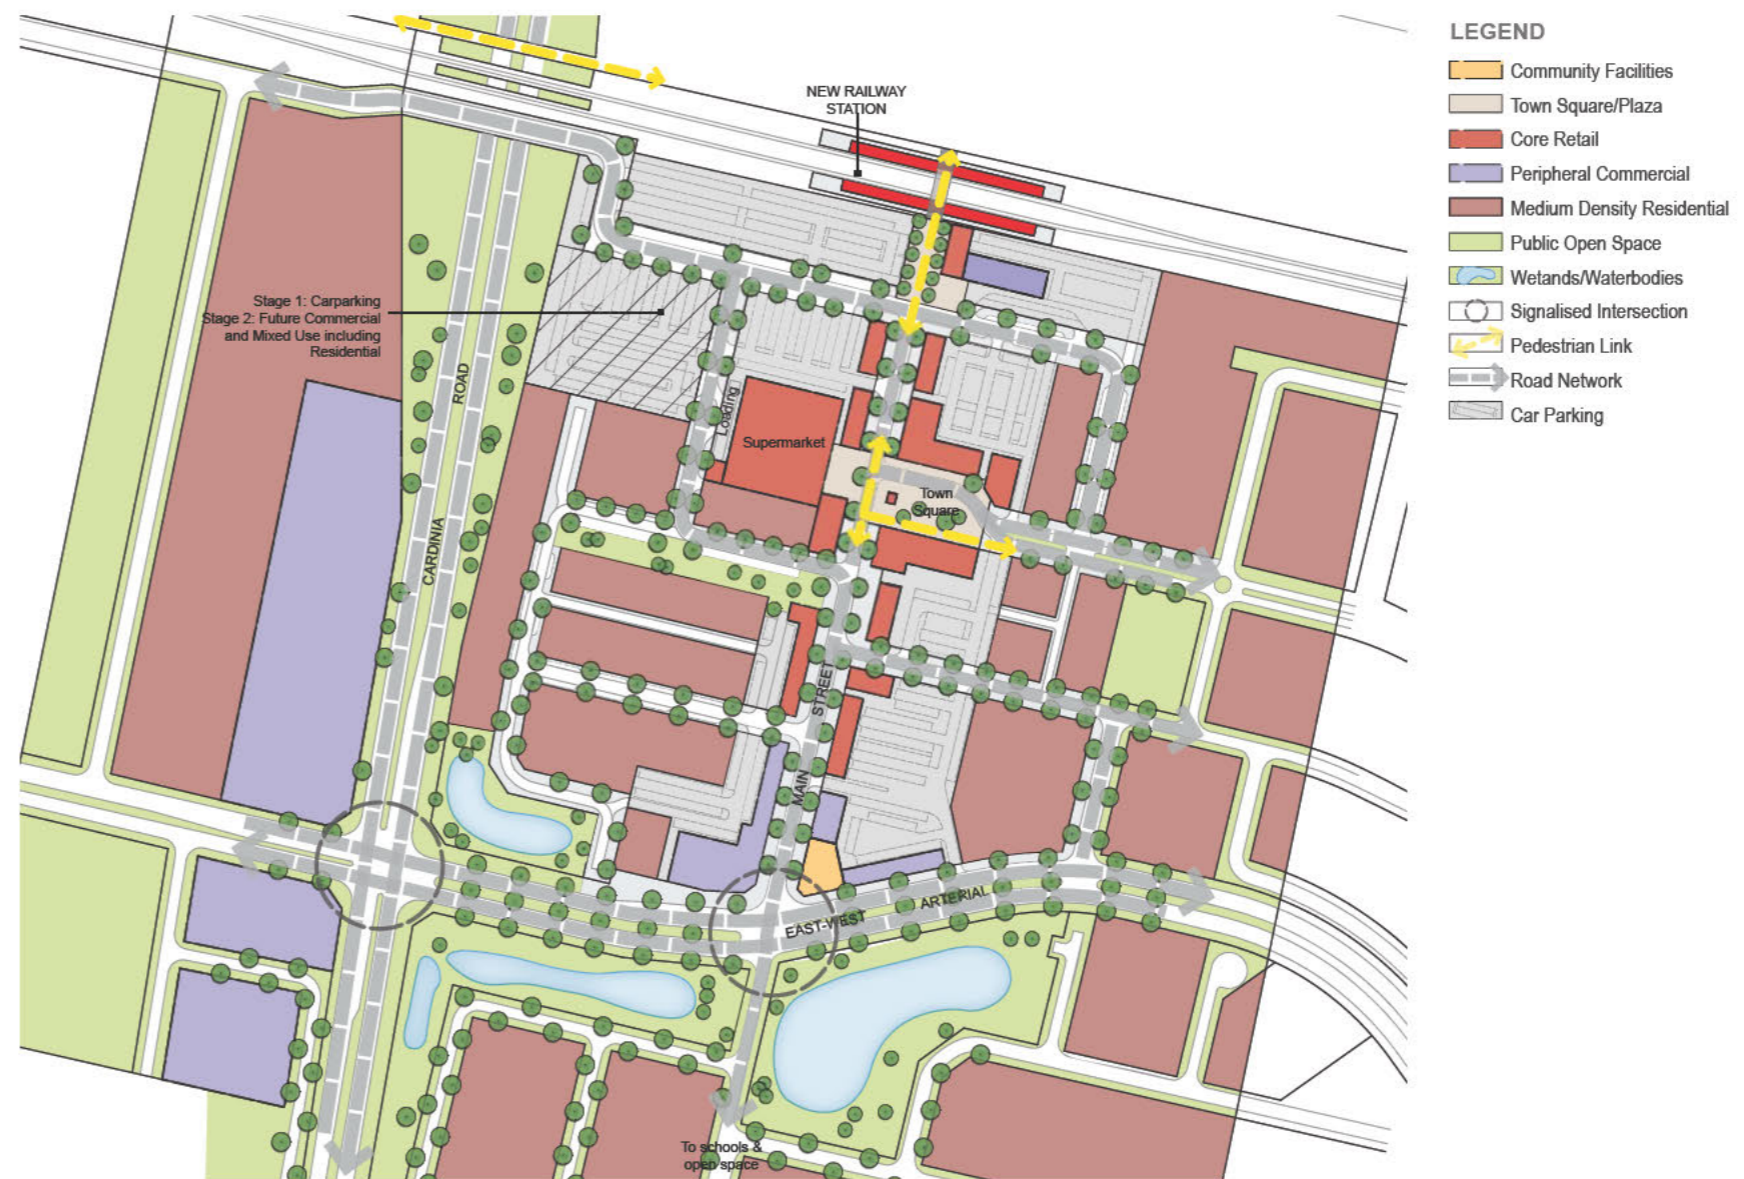 LEGEND
Community Facilities
Town Square/Plaza
Core Retail
Peripheral Commercial
Medium Density Residential
Public Open Space
Wetands/Waterbodies
Signalised Intersection
Pedestrian Link
Road Network
Car Parking
NEW RAILWAY
STATION
Stage 1: Carparking
Stage 2: Future Commercial
and Mixed Use including
Residential
CARDINIA ROAD
Loading
Supermarket
Town
Square
MAIN STREET
EAST-WEST ARTERIAL
To schools &
open space